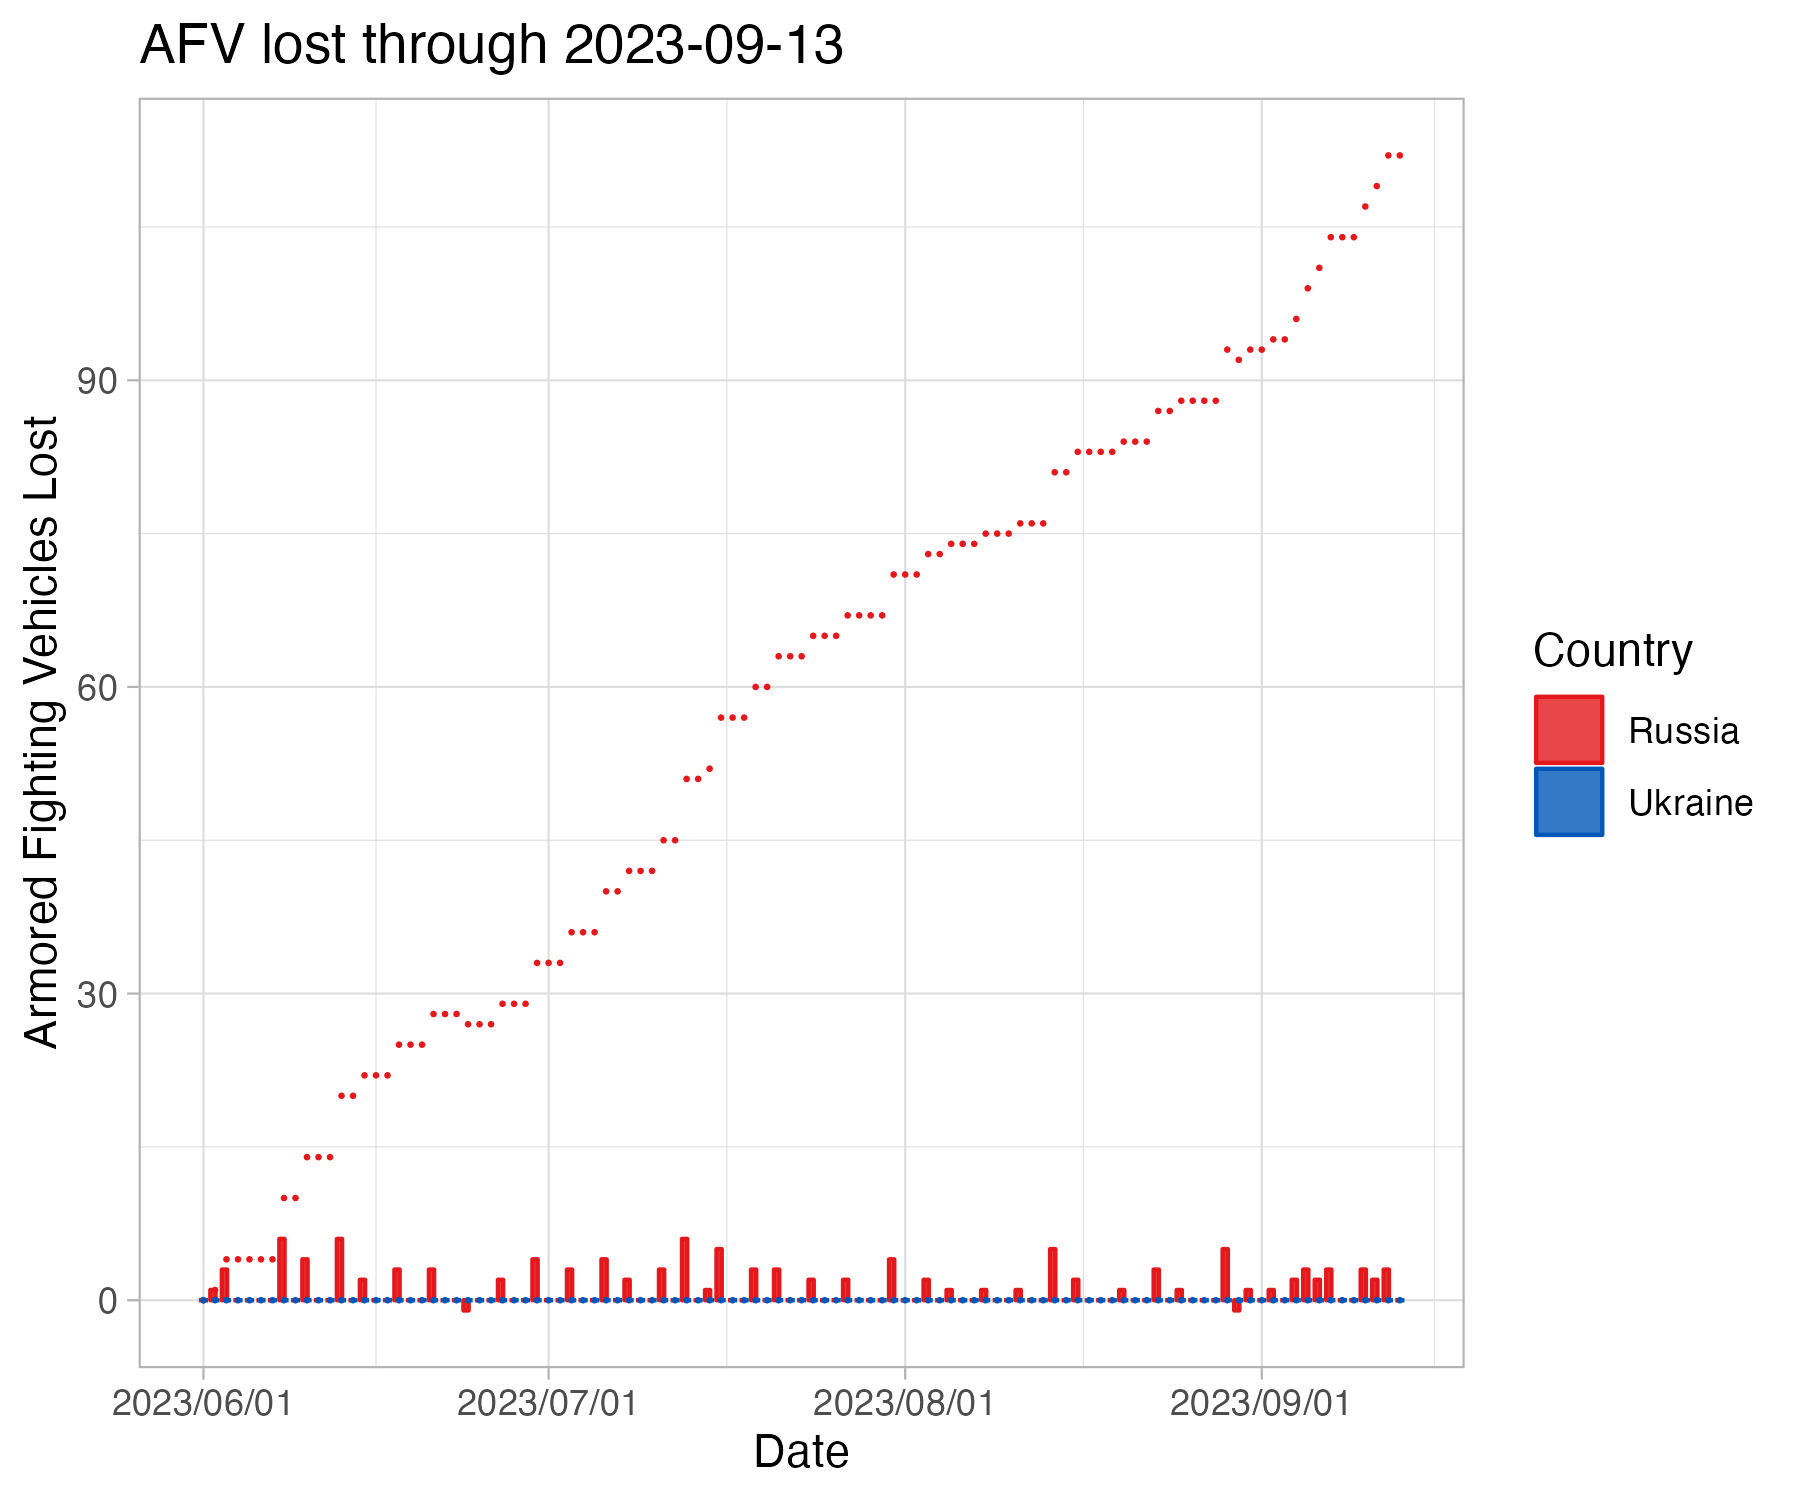 AFV lost through 2023-09-13
Armored Fighting Vehicles Lost
90
60
30
0
2023/06/01
2023/07/01
2023/08/01
2023/09/01
Date
Country
Russia
Ukraine